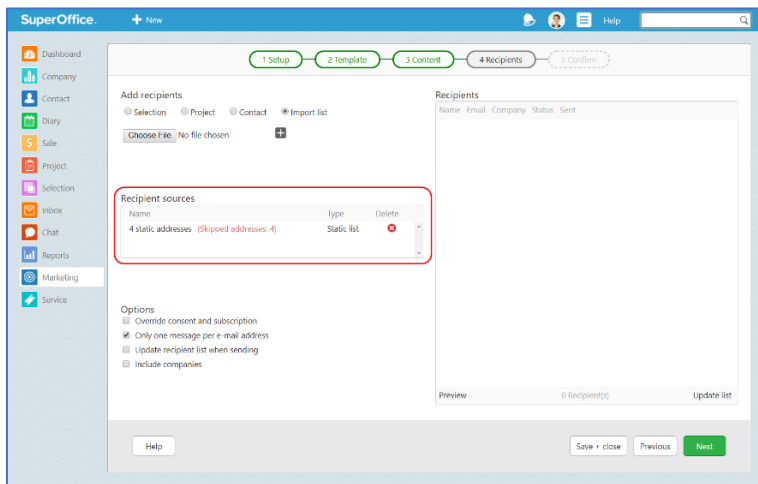 SuperOffice.
New
Help
Dashboard
Company
Contact
Diary
Sale
Project
Selection
Inbox
Chat
Reports
Marketing
Service
1 Setup 2 Template 3 Content 4 Recipients 5 Confirm
Add recipients
Selection Project Contact Import list
Choose File No file chosen
Recipient sources
Name Type Delete
4 static addresses (Skipped addresses: 4) Static list
Options
Override consent and subscription
Only one message per e-mail address
Update recipient list when sending
Include companies
Recipients
Name Email Company Status Sent
Preview 0 Recipient(s) Update list
Help Save + close Previous Next